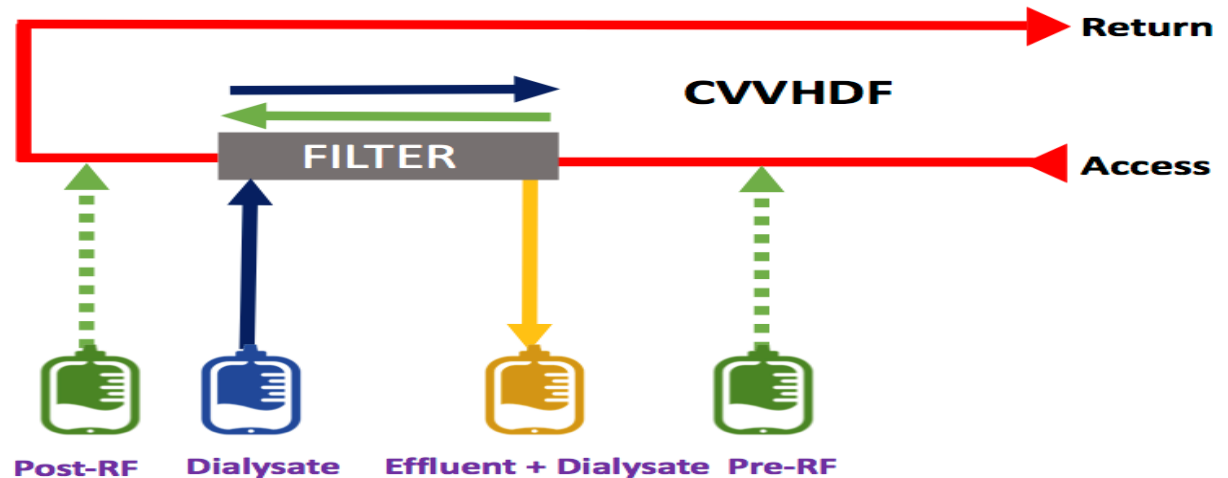 Return
CVVHDF
FILTER
Access
Post-RF
Dialysate
Effluent + Dialysate
Pre-RF